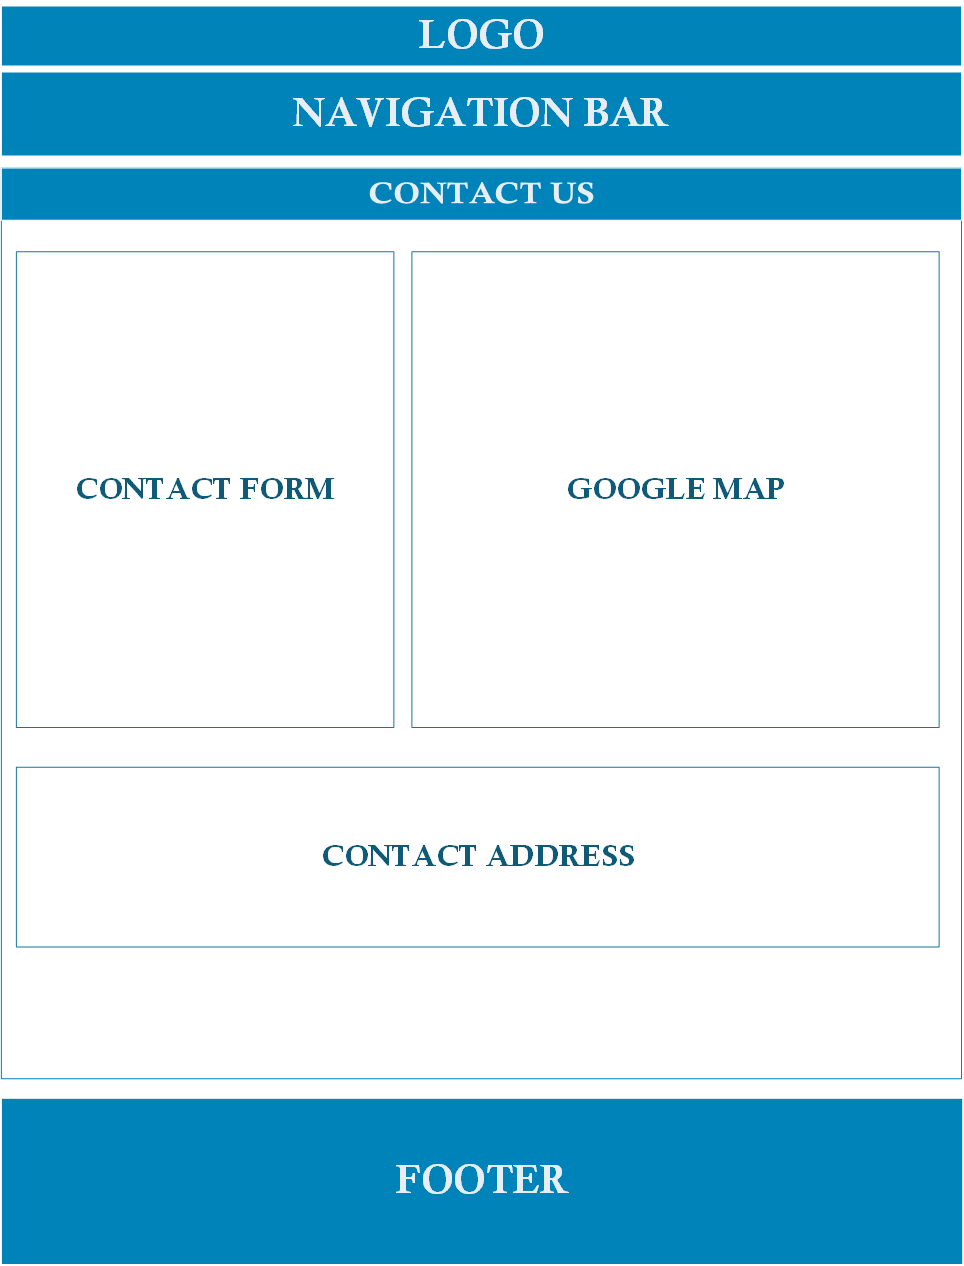 LOGO
NAVIGATION BAR
CONTACT US
CONTACT FORM
GOOGLE MAP
CONTACT ADDRESS
FOOTER